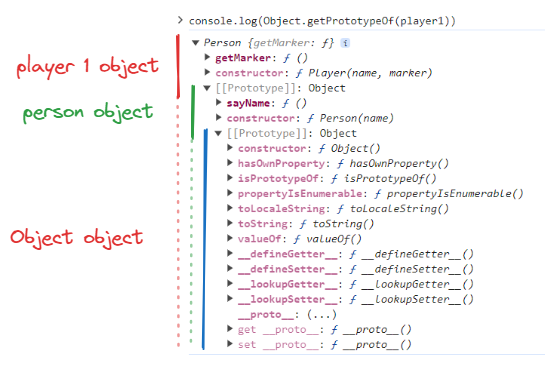 > console.log(Object.getPrototypeOf(player1))
▼ Person {getMarker: ƒ} i
▶ getMarker: ƒ ()
player 1 object
▶ constructor: ƒ Player(name, marker)
▼ [[Prototype]]: Object
▶ sayName: ƒ ()
person object
▶ constructor: ƒ Person(name)
▼ [[Prototype]]: Object
▶ constructor: ƒ Object()
▶ hasOwnProperty: ƒ hasOwnProperty()
▶ isPrototypeOf: ƒ isPrototypeOf()
▶ propertyIsEnumerable: ƒ propertyIsEnumerable()
▶ toLocaleString: ƒ toLocaleString()
▶ toString: ƒ toString()
Object object
▶ valueOf: ƒ valueOf()
▶ __defineGetter__: ƒ __defineGetter__()
▶ __defineSetter__: ƒ __defineSetter__()
▶ __lookupGetter__: ƒ __lookupGetter__()
▶ __lookupSetter__: ƒ __lookupSetter__()
__proto__: (...)
▶ get __proto__: ƒ __proto__()
▶ set __proto__: ƒ __proto__()